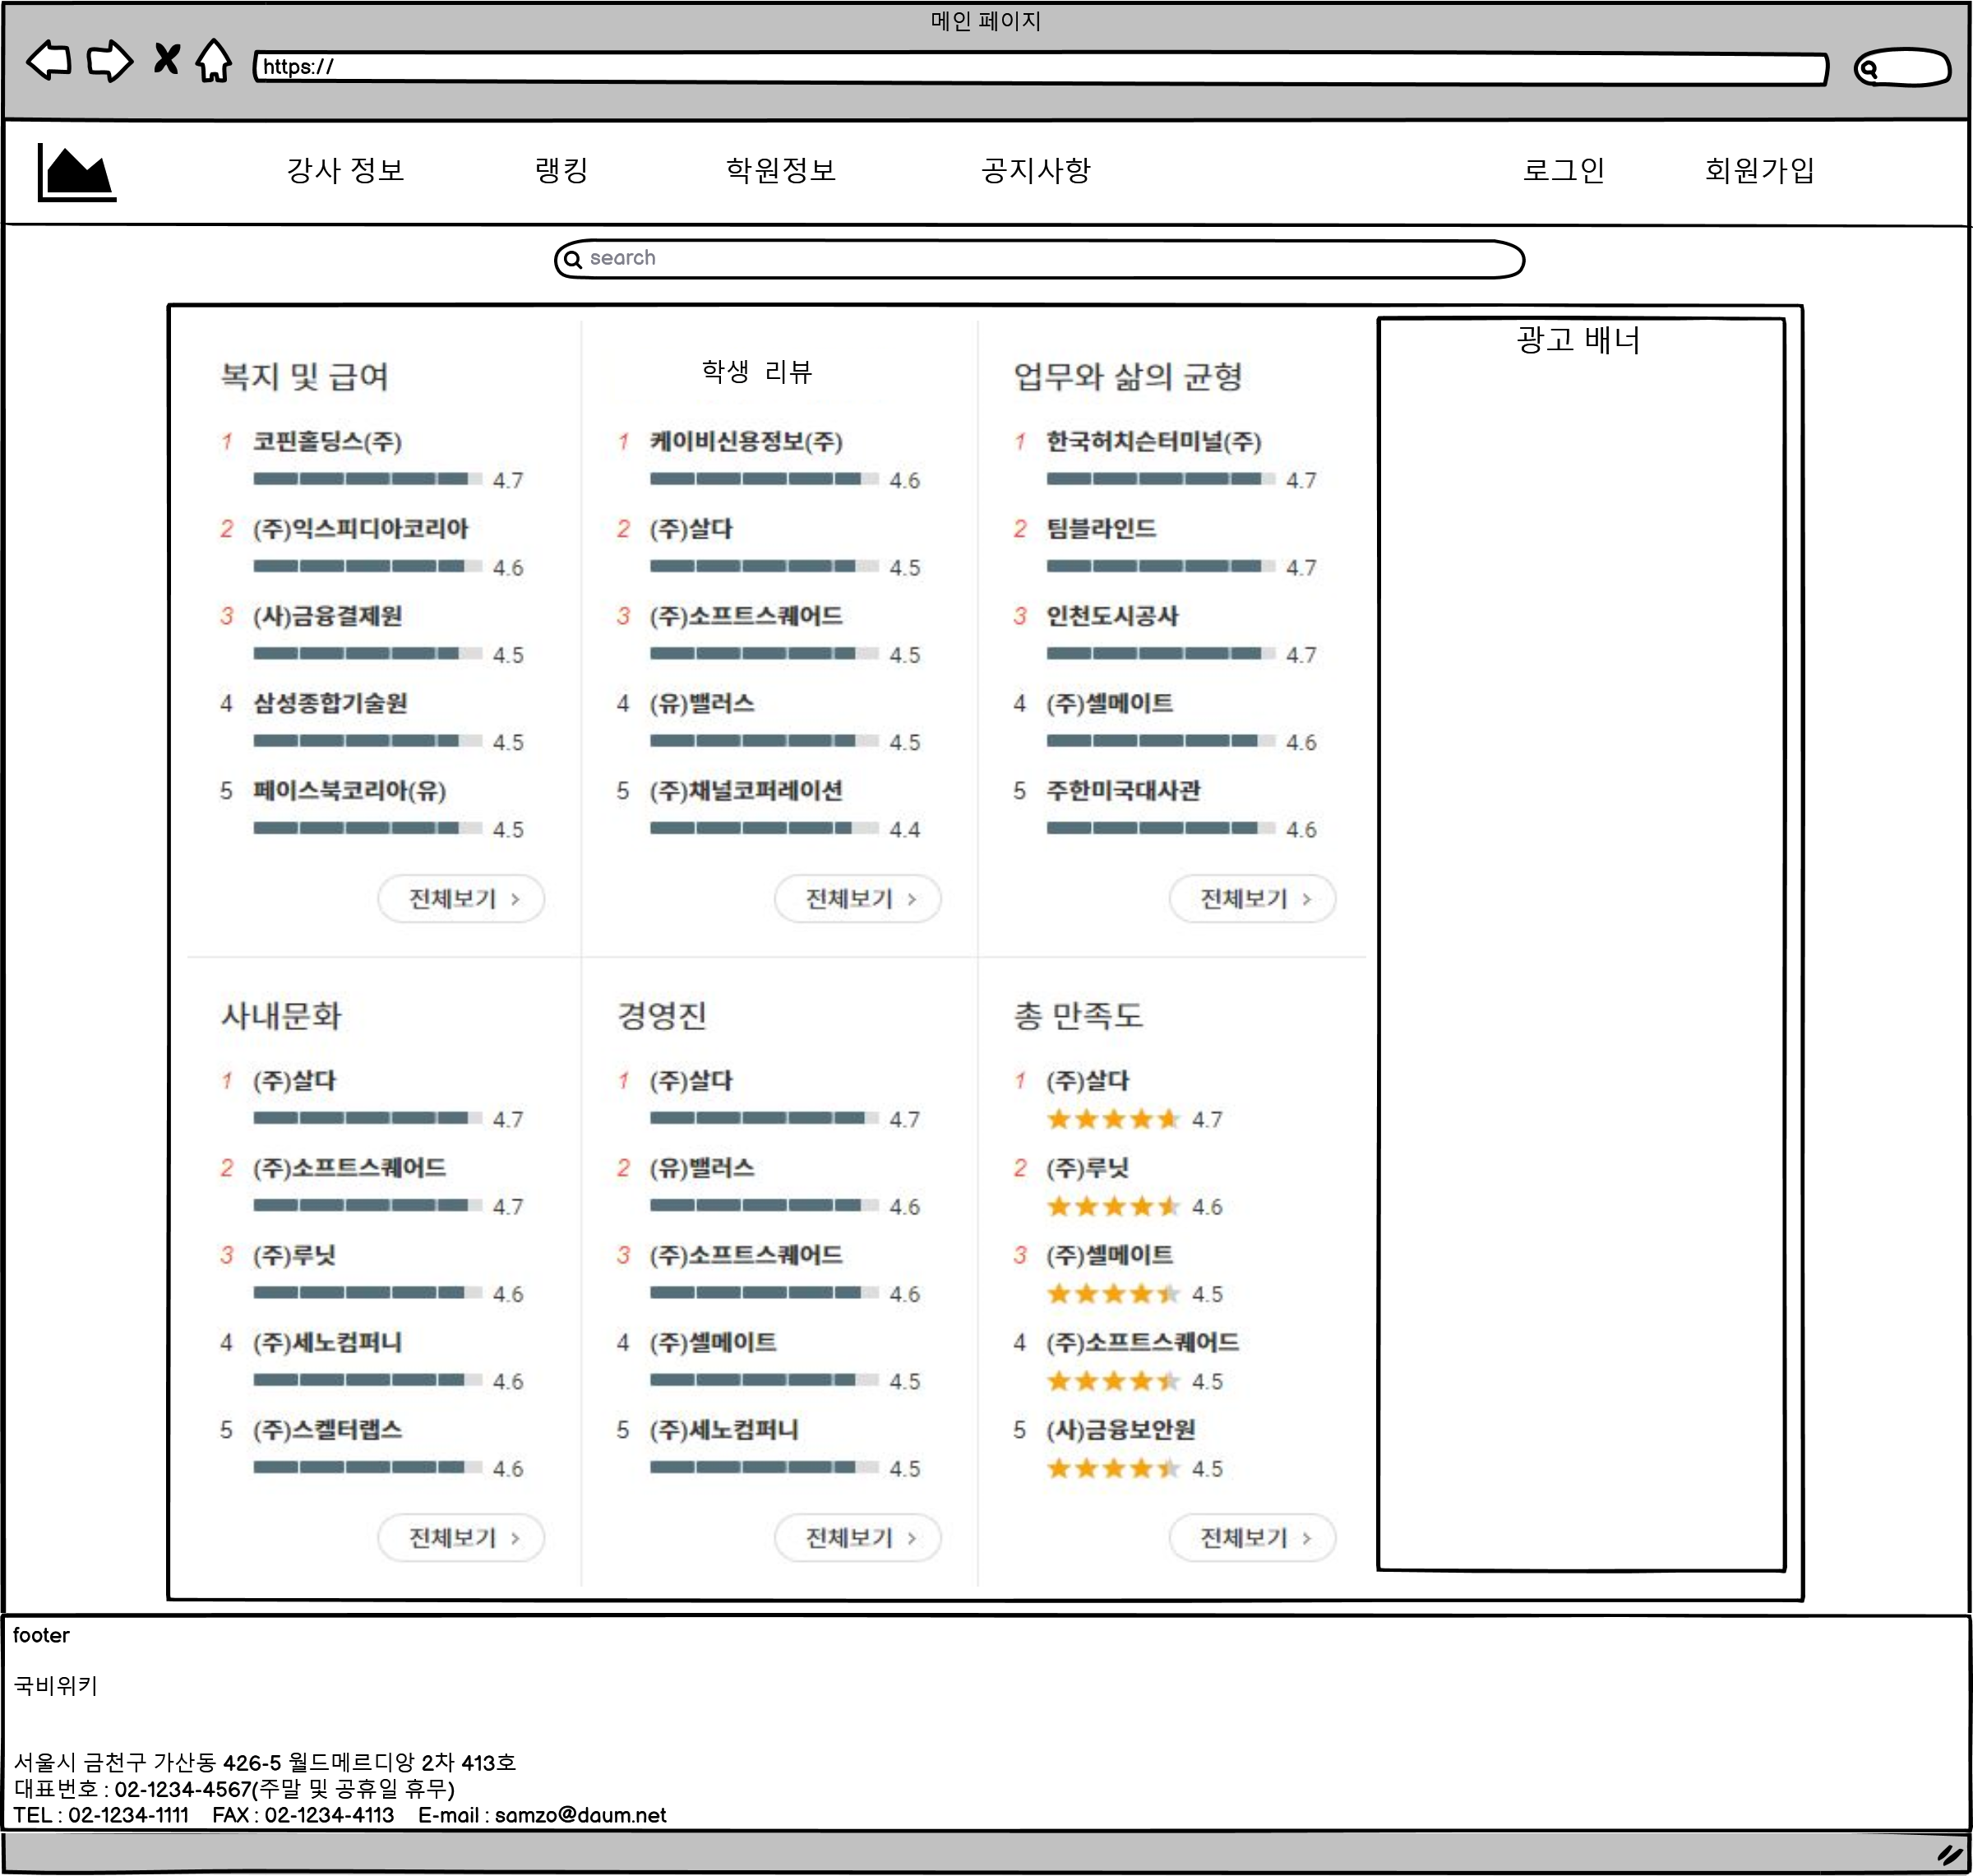 메인 페이지
https://
강사 정보 랭킹 학원정보 공지사항 로그인 회원가입
search
복지 및 급여
1 코핀홀딩스(주)
4.7
2 (주)익스피디아코리아
4.6
3 (사)금융결제원
4.5
4 삼성종합기술원
4.5
5 페이스북코리아(유)
4.5
전체보기 >
학생 리뷰
1 케이비신용정보(주)
4.6
2 (주)살다
4.5
3 (주)소프트스퀘어드
4.5
4 (유)밸러스
4.5
5 (주)채널코퍼레이션
4.4
전체보기 >
업무와 삶의 균형
1 한국허치슨터미널(주)
4.7
2 팀블라인드
4.7
3 인천도시공사
4.7
4 (주)셀메이트
4.6
5 주한미국대사관
4.6
전체보기 >
광고 배너
사내문화
1 (주)살다
4.7
2 (주)소프트스퀘어드
4.7
3 (주)루닛
4.6
4 (주)세노컴퍼니
4.6
5 (주)스켈터랩스
4.6
전체보기 >
경영진
1 (주)살다
4.7
2 (유)밸러스
4.6
3 (주)소프트스퀘어드
4.6
4 (주)셀메이트
4.5
5 (주)세노컴퍼니
4.5
전체보기 >
총 만족도
1 (주)살다
4.7
2 (주)루닛
4.6
3 (주)셀메이트
4.5
4 (주)소프트스퀘어드
4.5
5 (사)금융보안원
4.5
전체보기 >
footer
국비위키
서울시 금천구 가산동 426-5 월드메르디앙 2차 413호
대표번호 : 02-1234-4567(주말 및 공휴일 휴무)
TEL : 02-1234-1111 FAX : 02-1234-4113 E-mail : samzo@daum.net